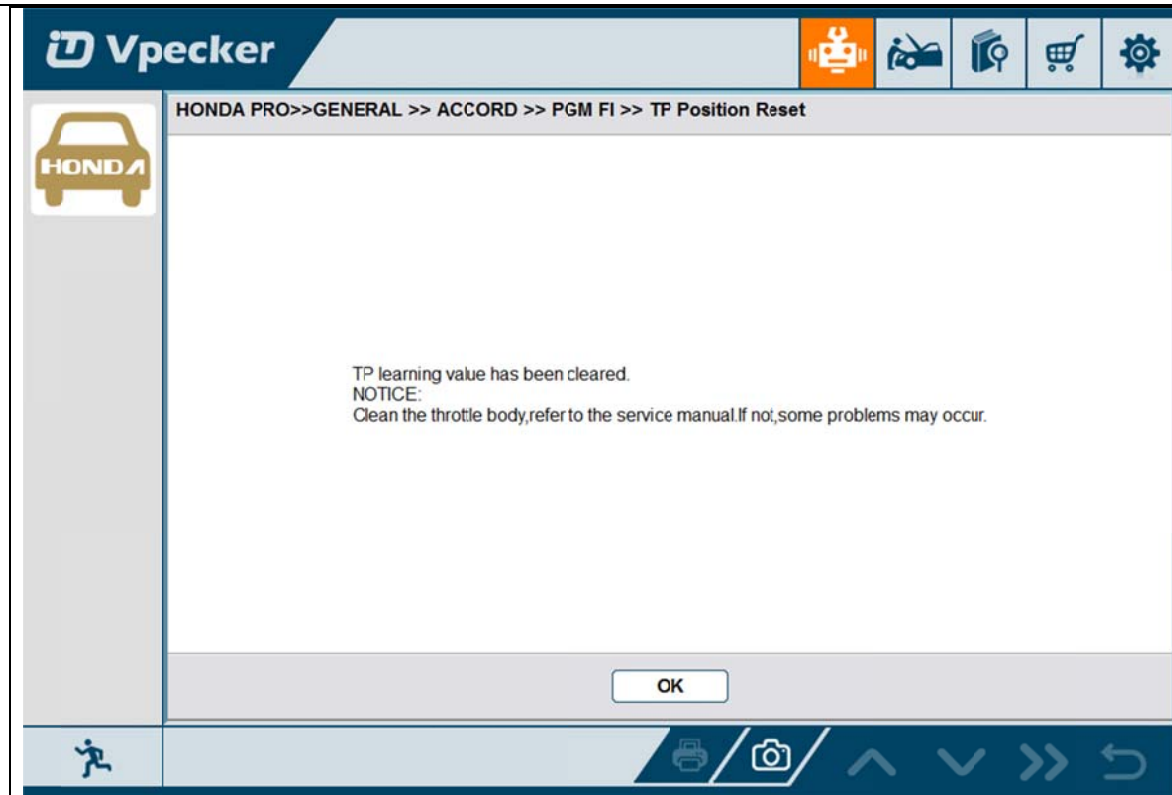 Vpecker
HONDA PRO>>GENERAL >> ACCORD >> PGM FI >> TP Position Reset
HONDA
TP learning value has been cleared.
NOTICE:
Clean the throttle body,refer to the service manual.If not,some problems may occur.
OK